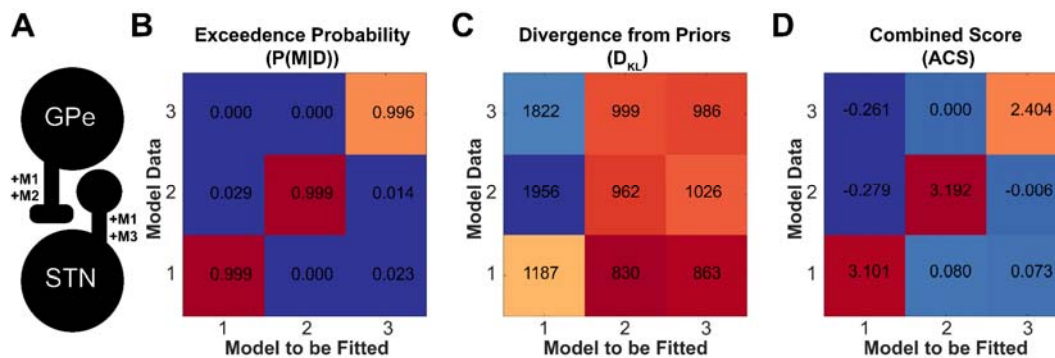 A
GPe
+M1
+M2
+M1
+M3
STN
B
Exceedence Probability
(P(M|D))
Model Data
3
2
1
0.000 0.000 0.996
0.029 0.999 0.014
0.999 0.000 0.023
1 2 3
Model to be Fitted
C
Divergence from Priors
(D_KL)
Model Data
3
2
1
1822 999 986
1956 962 1026
1187 830 863
1 2 3
Model to be Fitted
D
Combined Score
(ACS)
Model Data
3
2
1
-0.261 0.000 2.404
-0.279 3.192 -0.006
3.101 0.080 0.073
1 2 3
Model to be Fitted